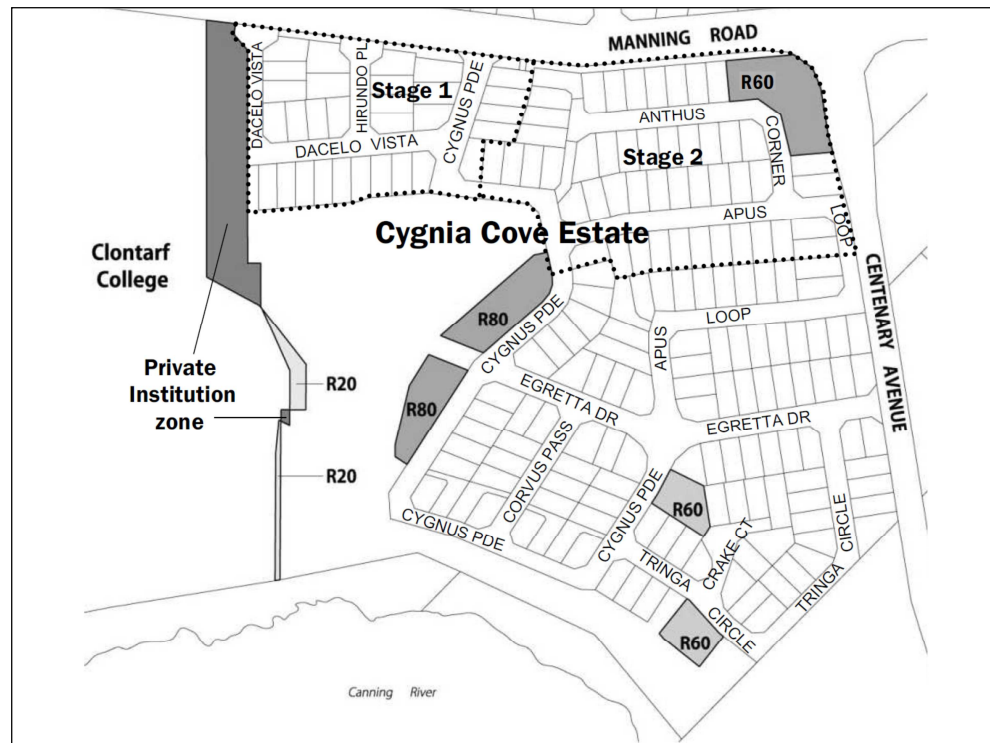 MANNING ROAD
DACELO VISTA
HIRUNDO PL
Stage 1
CYGNUS PDE
R60
ANTHUS
CORNER
DACELO VISTA
Stage 2
APUS
LOOP
Cygnia Cove Estate
Clontarf
College
CENTENARY AVENUE
R80
CYGNUS PDE
LOOP
APUS
Private
Institution
zone
R20
R80
EGRETTA DR
EGRETTA DR
CORVUS PASS
R20
CYGNUS PDE
R60
CYGNUS PDE
CRAKE CT
CIRCLE
TRINGA
TRINGA
CIRCLE
R60
Canning River